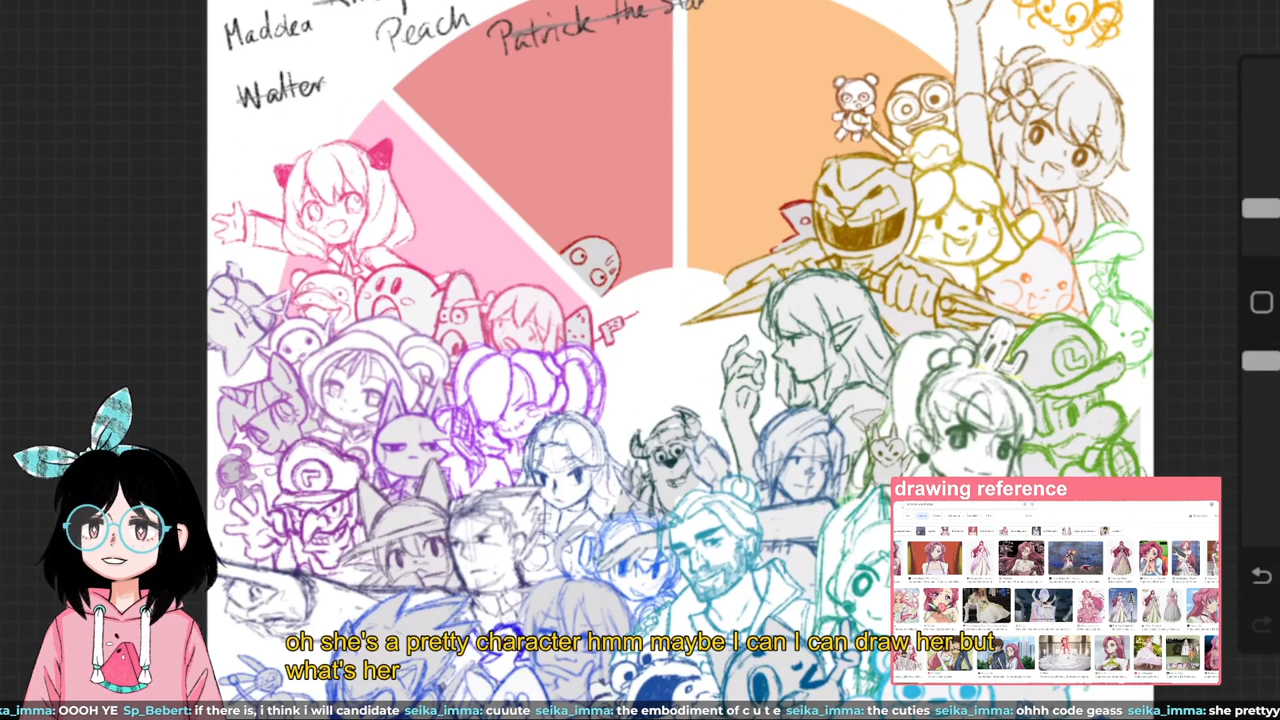 Maddea
Peach
Patrick the Star
Walter
drawing reference
oh she's a pretty character hmm maybe I can I can draw her but
what's her
ka_imma: OOOH YE Sp_Bebert: if there is, i think i will candidate seika_imma: cuuute seika_imma: the embodiment of c u t e seika_imma: the cuties seika_imma: ohhh code geass seika_imma: she prettyy